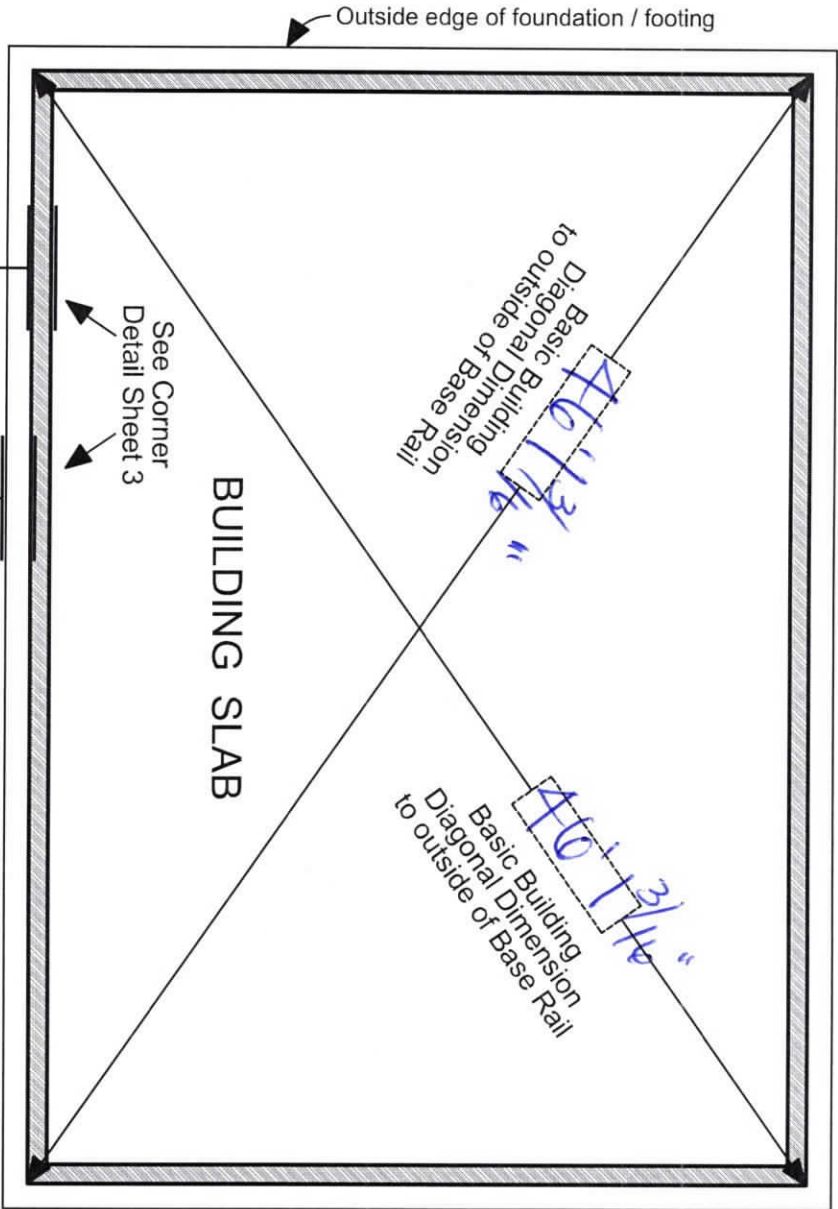 Outside edge of foundation / footing
Basic Building
Diagonal Dimension
to outside of Base Rail
46' 1 3/16 "
46' 1 3/16 "
Basic Building
Diagonal Dimension
to outside of Base Rail
See Corner
Detail Sheet 3
BUILDING SLAB